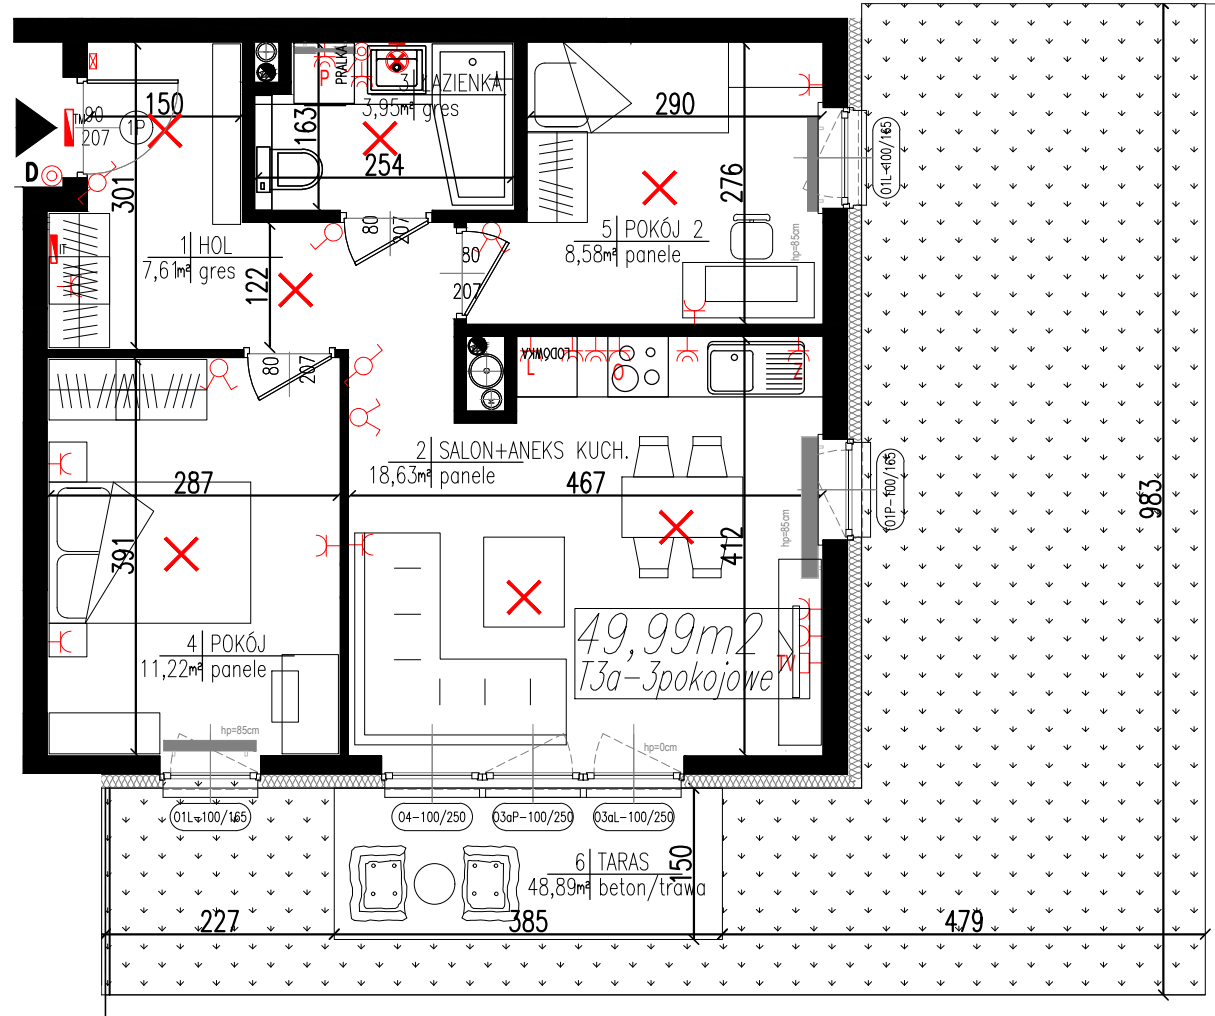 150
TM
90
207
1P
D
301
IT
1 HOL
7,61m² gres
122
PRALKA
P
3 ŁAZIENKA
3,95m² gres
163
254
80
207
80
207
80
207
290
276
5 POKÓJ 2
8,58m² panele
hp=85cm
01L-100/165
LODÓWKA
L
O
Z
2 SALON+ANEKS KUCH.
18,63m² panele
287
467
391
412
hp=85cm
01P-100/165
983
49,99m2
T3a-3pokojowe
TV
4 POKÓJ
11,22m² panele
hp=85cm
hp=0cm
01L-100/165
04-100/250
03aP-100/250
03aL-100/250
6 TARAS
48,89m² beton/trawa
150
227
385
479